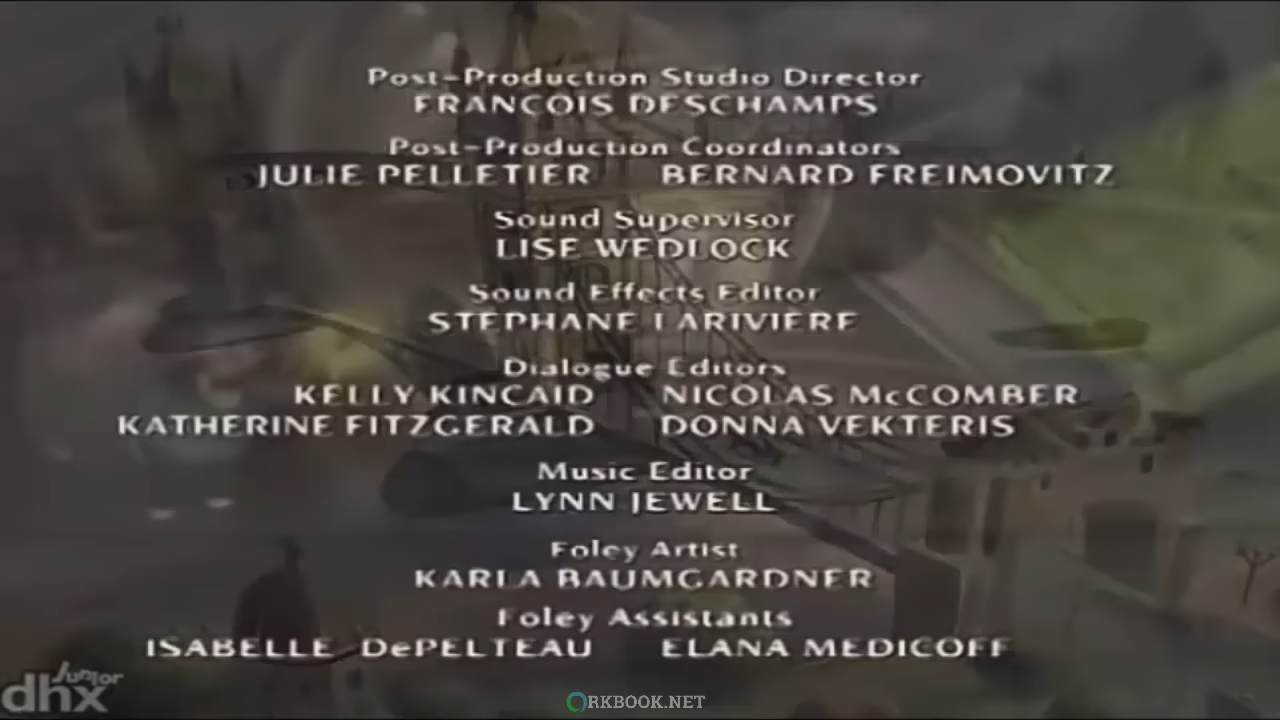 Post-Production Studio Director
FRANCOIS DESCHAMPS
Post-Production Coordinators
JULIE PELLETIER BERNARD FREIMOVITZ
Sound Supervisor
LISE WEDLOCK
Sound Effects Editor
STEPHANE LARIVIERE
Dialogue Editors
KELLY KINCAID NICOLAS McCOMBER
KATHERINE FITZGERALD DONNA VEKTERIS
Music Editor
LYNN JEWELL
Foley Artist
KARLA BAUMGARDNER
Foley Assistants
ISABELLE DePELTEAU ELANA MEDICOFF
Junior
dhx
ORKBOOK.NET